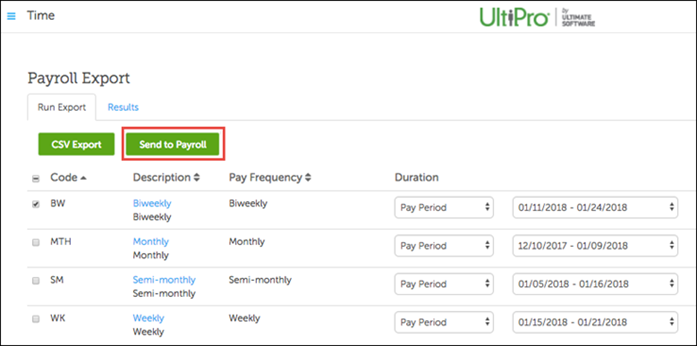 Time
UltiPro® by ULTIMATE SOFTWARE
Payroll Export
Run Export Results
CSV Export Send to Payroll
Code Description Pay Frequency Duration
BW Biweekly Biweekly Pay Period 01/11/2018 - 01/24/2018
Biweekly
MTH Monthly Monthly Pay Period 12/10/2017 - 01/09/2018
Monthly
SM Semi-monthly Semi-monthly Pay Period 01/05/2018 - 01/16/2018
Semi-monthly
WK Weekly Weekly Pay Period 01/15/2018 - 01/21/2018
Weekly